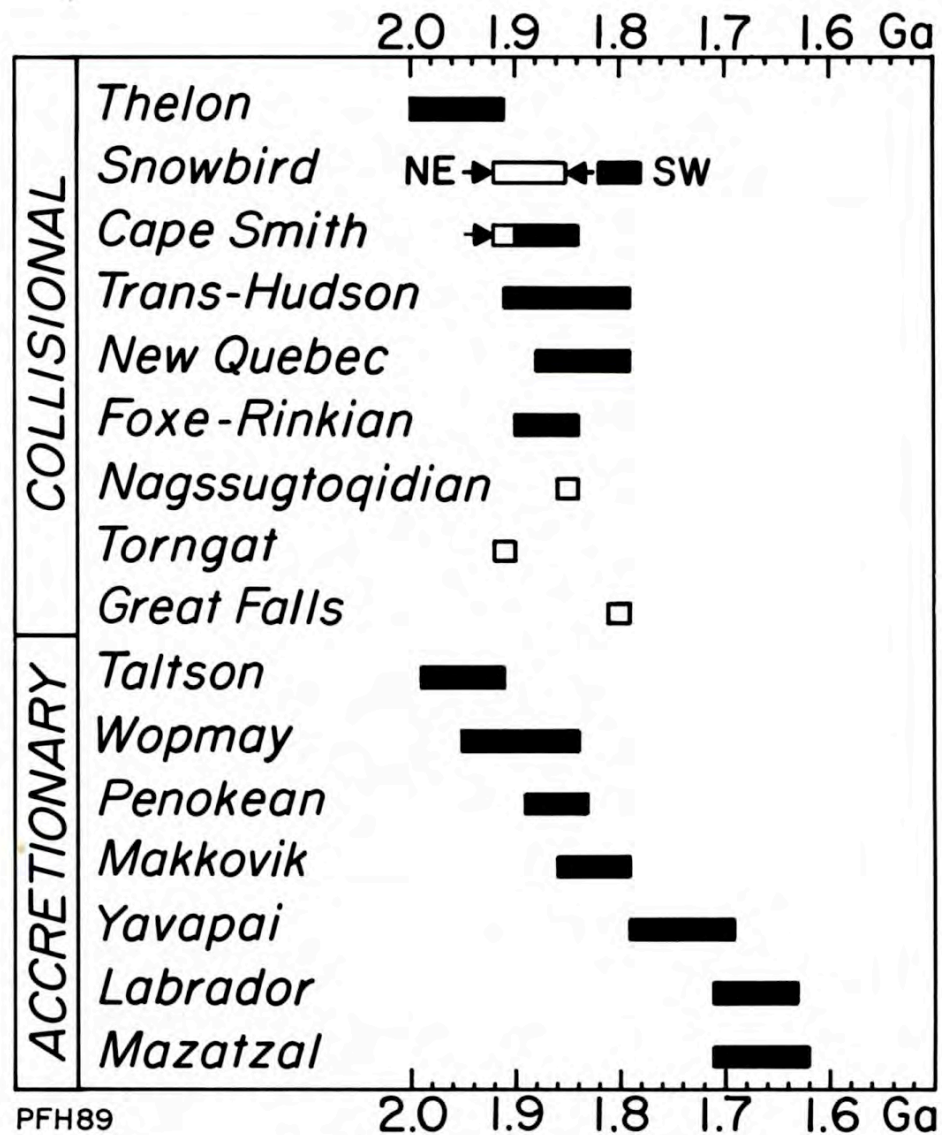 2.0 1.9 1.8 1.7 1.6 Ga
COLLISIONAL
Thelon
Snowbird NE SW
Cape Smith
Trans-Hudson
New Quebec
Foxe-Rinkian
Nagssugtoqidian
Torngat
Great Falls
ACCRETIONARY
Taltson
Wopmay
Penokean
Makkovik
Yavapai
Labrador
Mazatzal
PFH89 2.0 1.9 1.8 1.7 1.6 Ga